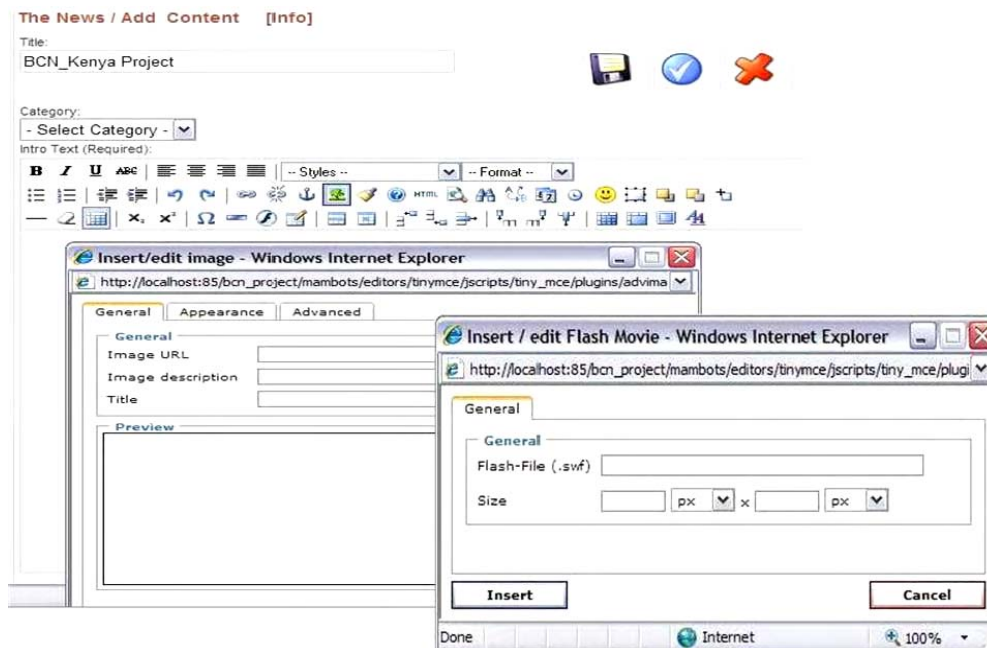 The News / Add Content [Info]
Title:
BCN_Kenya Project
Category:
- Select Category -
Intro Text (Required):
B I U ABC -- Styles -- -- Format --
HTML
Insert/edit image - Windows Internet Explorer
http://localhost:85/bcn_project/mambots/editors/tinymce/jscripts/tiny_mce/plugins/advima
General Appearance Advanced
General
Image URL
Image description
Title
Preview
Insert / edit Flash Movie - Windows Internet Explorer
http://localhost:85/bcn_project/mambots/editors/tinymce/jscripts/tiny_mce/plugi
General
General
Flash-File (.swf)
Size px x px
Insert Cancel
Done Internet 100%